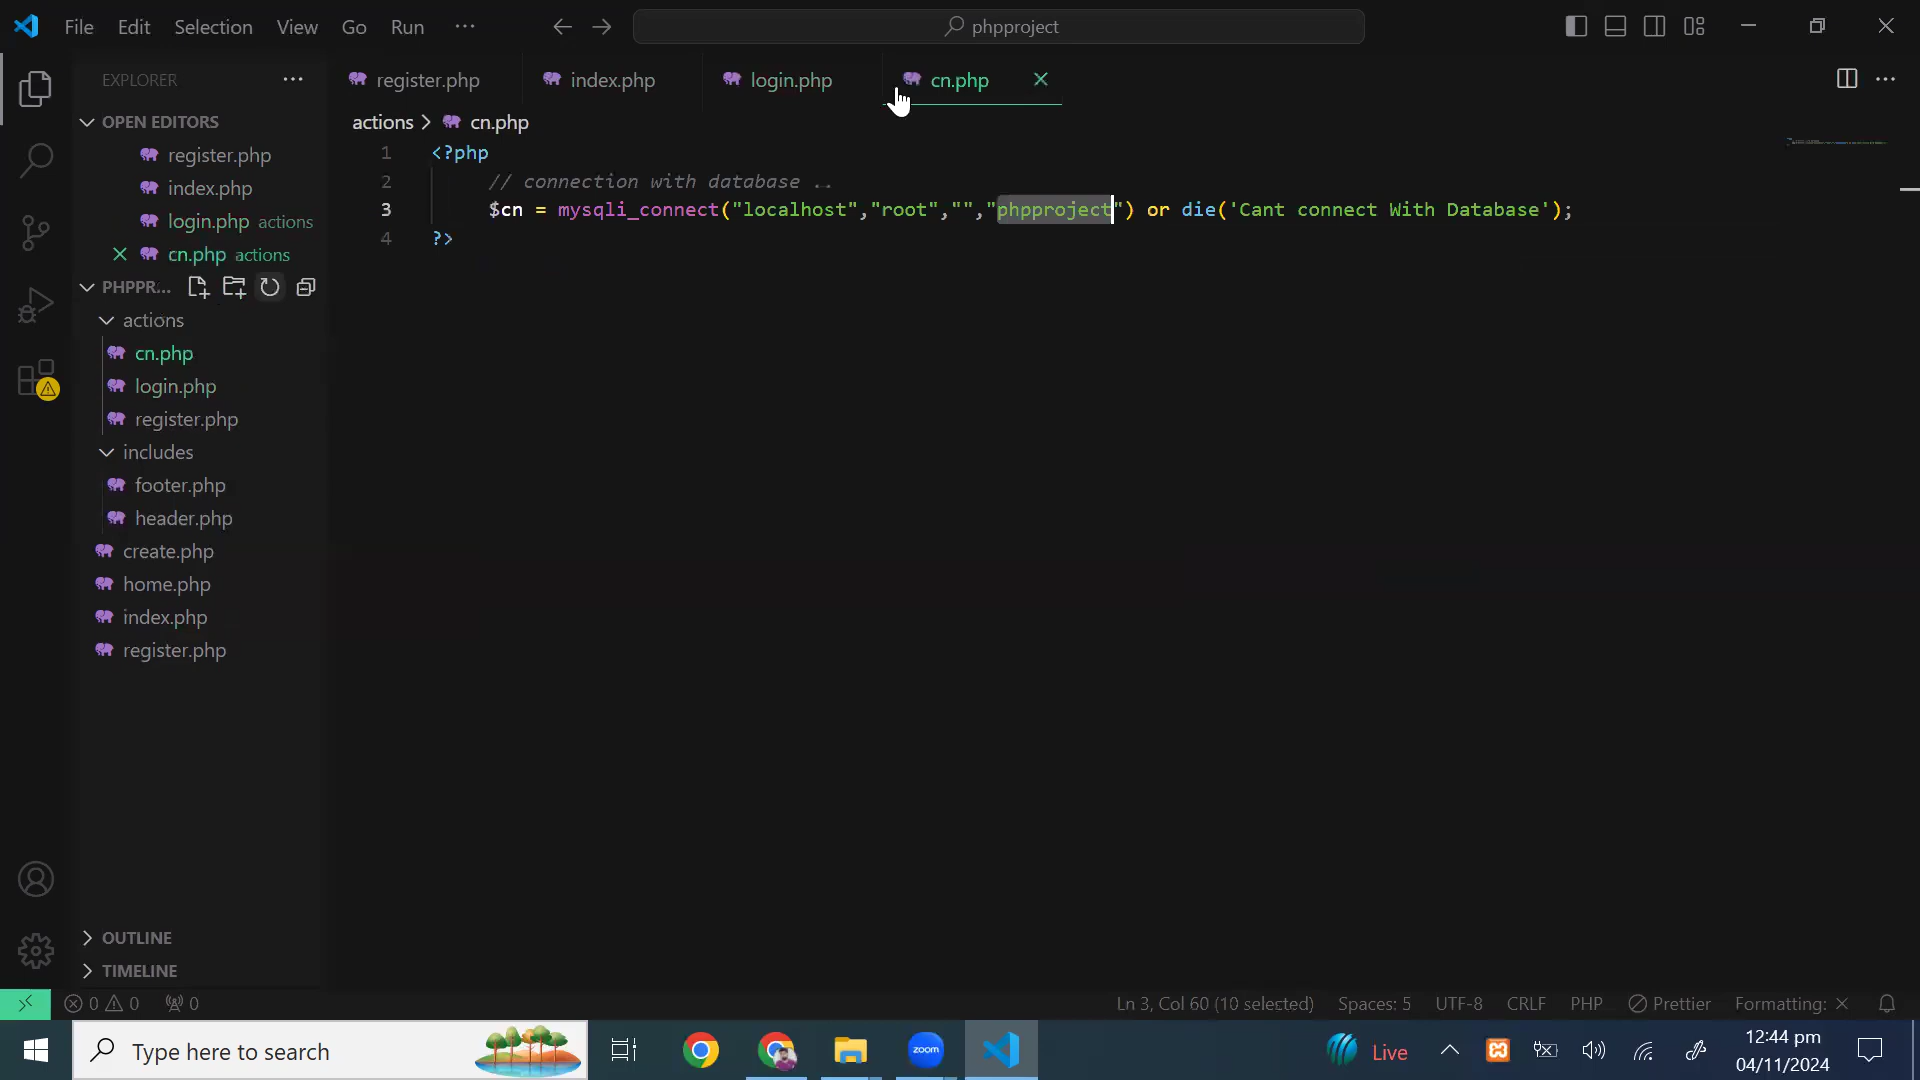 File Edit Selection View Go Run ··· phpproject
EXPLORER ···
OPEN EDITORS
register.php
index.php
login.php actions
cn.php actions
PHPPR...
actions
cn.php
login.php
register.php
includes
footer.php
header.php
create.php
home.php
index.php
register.php
OUTLINE
TIMELINE
register.php index.php login.php cn.php
actions > cn.php
1 <?php
2 // connection with database ..
3 $cn = mysqli_connect("localhost","root","","phpproject") or die('Cant connect With Database');
4 ?>
0 0 0 Ln 3, Col 60 (10 selected) Spaces: 5 UTF-8 CRLF PHP Prettier Formatting: ×
Type here to search zoom Live 12:44 pm
04/11/2024